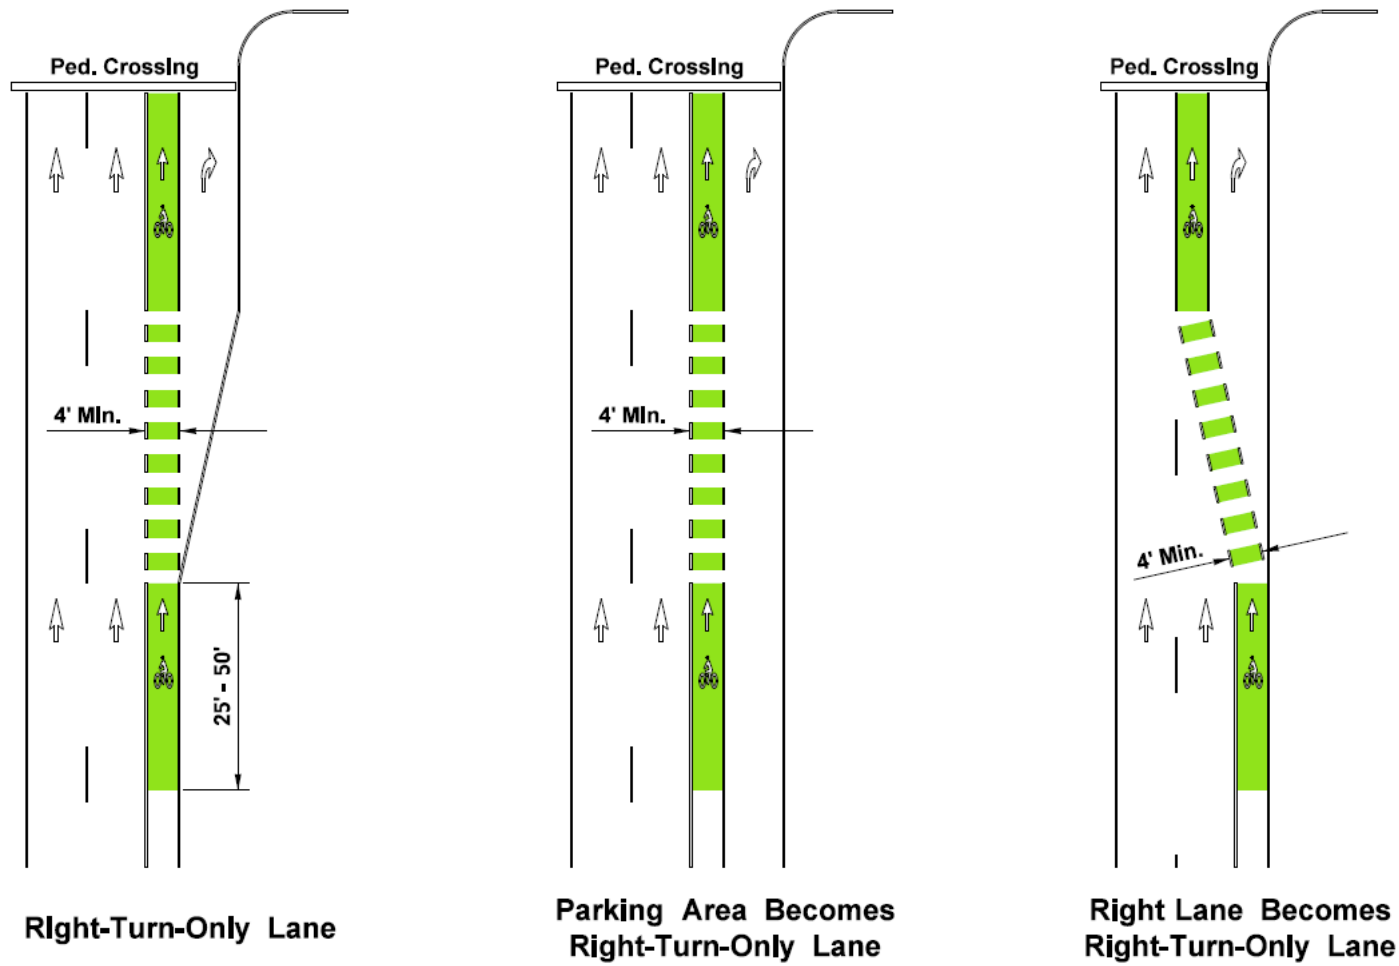 Ped. Crossing
Ped. Crossing
Ped. Crossing
4' Min.
4' Min.
4' Min.
25' - 50'
Right-Turn-Only Lane
Parking Area Becomes
Right-Turn-Only Lane
Right Lane Becomes
Right-Turn-Only Lane